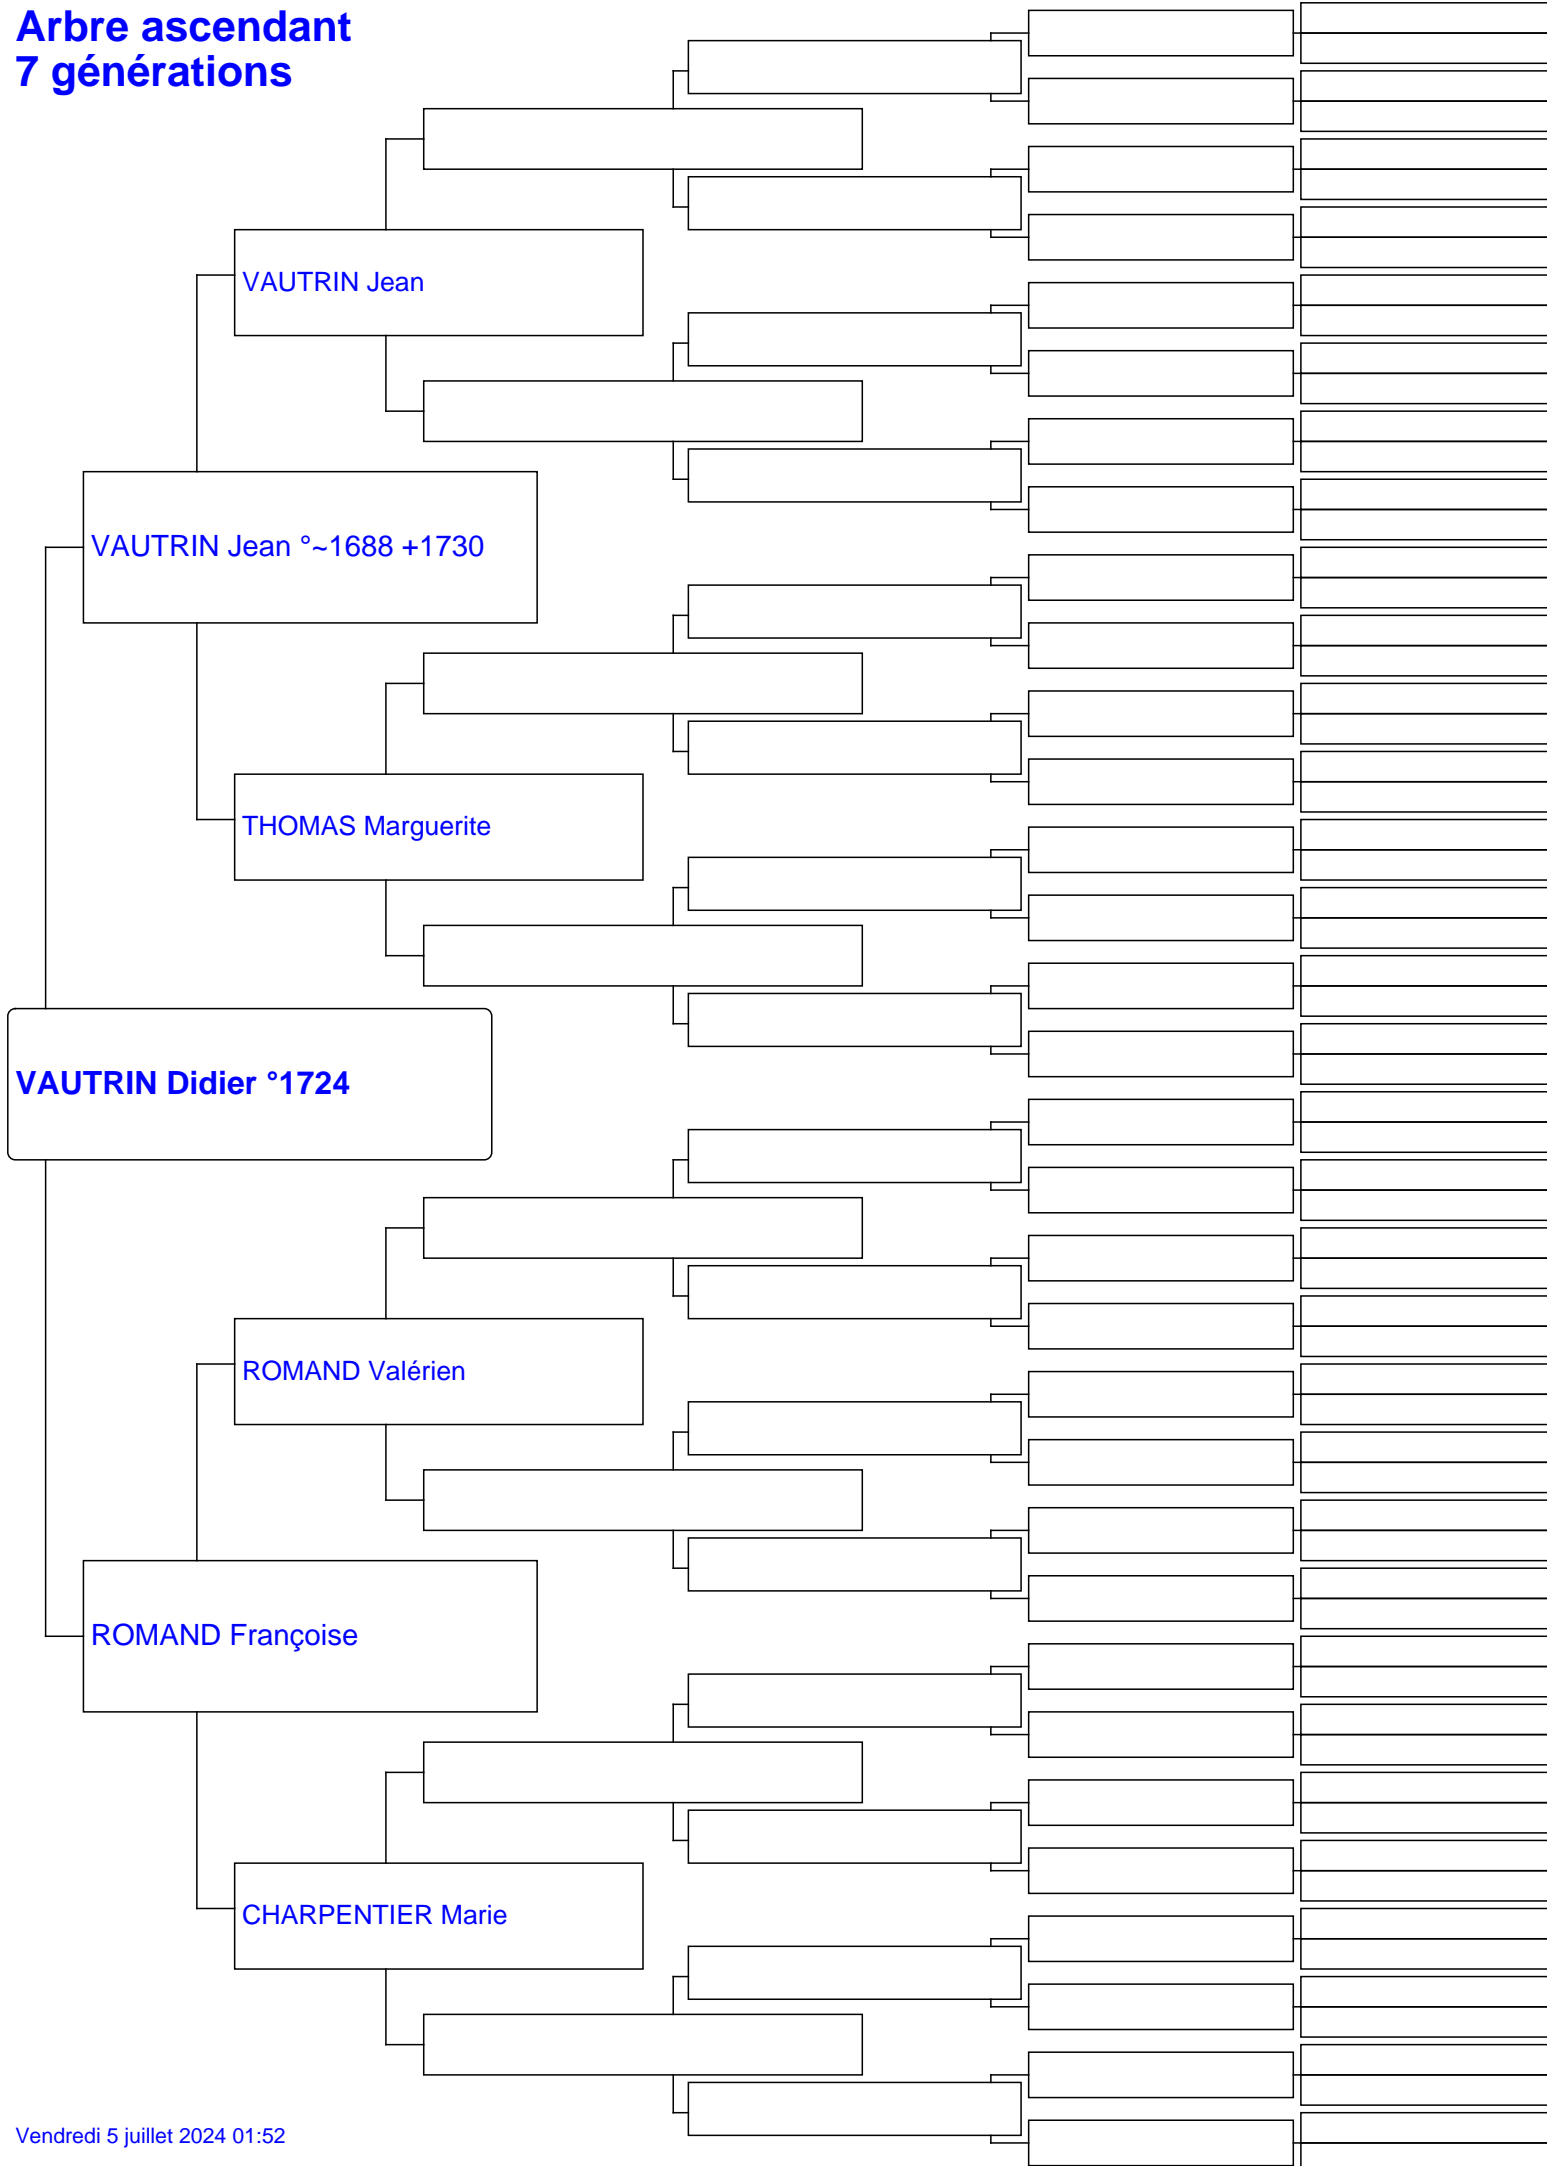 Arbre ascendant
7 générations
VAUTRIN Jean
VAUTRIN Jean °~1688 +1730
THOMAS Marguerite
VAUTRIN Didier °1724
ROMAND Valérien
ROMAND Françoise
CHARPENTIER Marie
Vendredi 5 juillet 2024 01:52